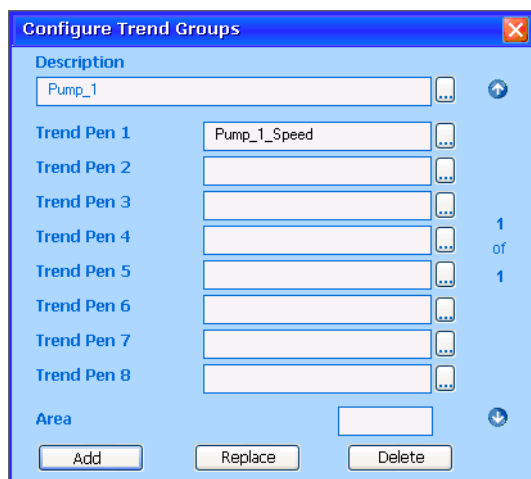 Configure Trend Groups
Description
Pump_1
...
Trend Pen 1 Pump_1_Speed ...
Trend Pen 2 ...
Trend Pen 3 ...
Trend Pen 4 ...
Trend Pen 5 ...
Trend Pen 6 ...
Trend Pen 7 ...
Trend Pen 8 ...
1
of
1
Area
Add Replace Delete